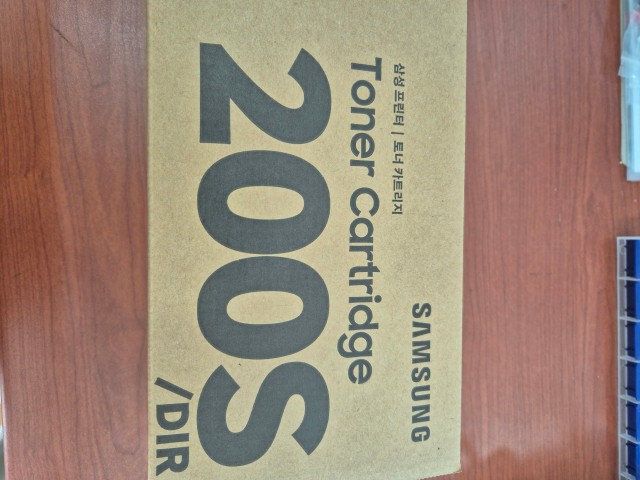 SAMSUNG
삼성 프린터 | 토너 카트리지
Toner Cartridge
200S
/DIR